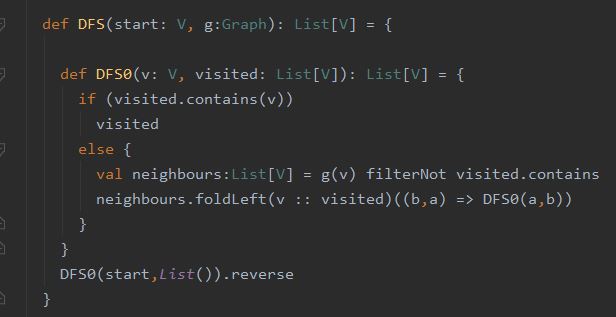 def DFS(start: V, g:Graph): List[V] = {
def DFS0(v: V, visited: List[V]): List[V] = {
if (visited.contains(v))
visited
else {
val neighbours:List[V] = g(v) filterNot visited.contains
neighbours.foldLeft(v :: visited)((b,a) => DFS0(a,b))
}
}
DFS0(start,List()).reverse
}